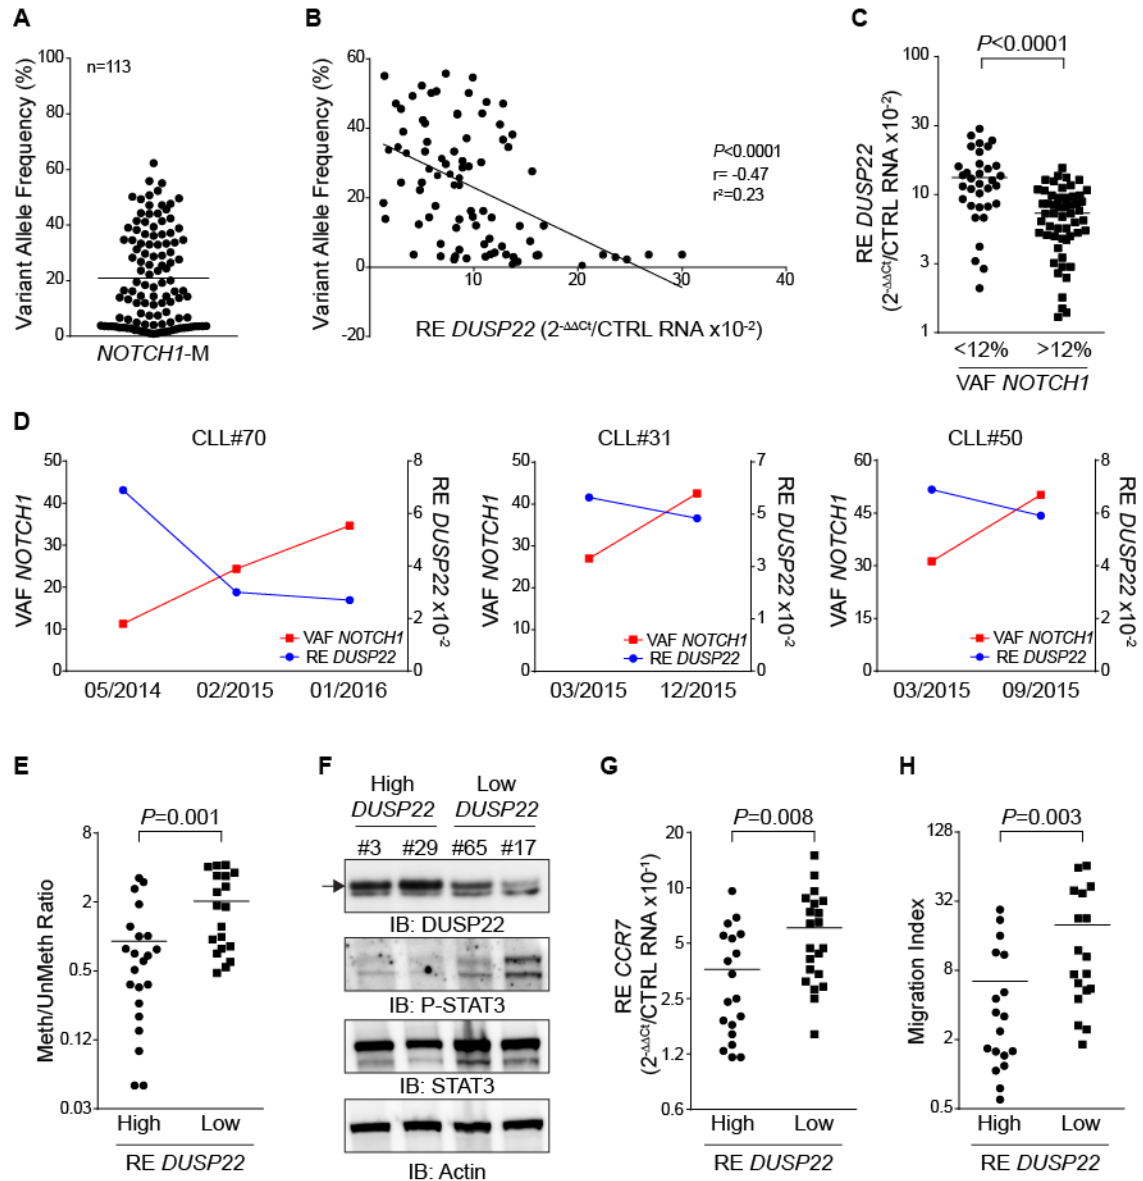 A
B
C
Variant Allele Frequency (%)
100
80
60
40
20
0
n=113
NOTCH1-M
Variant Allele Frequency (%)
60
40
20
0
-20
10
20
30
40
P<0.0001
r= -0.47
r²=0.23
RE DUSP22 (2-ΔΔCt/CTRL RNA x10-2)
RE DUSP22
(2-ΔΔCt/CTRL RNA x10-2)
100
30
10
3
1
P<0.0001
<12% >12%
VAF NOTCH1
D
CLL#70
VAF NOTCH1
50
40
30
20
10
0
8
6
4
2
0
RE DUSP22 x10-2
VAF NOTCH1
RE DUSP22
05/2014 02/2015 01/2016
CLL#31
VAF NOTCH1
50
40
30
20
10
0
7
6
4
3
1
0
RE DUSP22 x10-2
VAF NOTCH1
RE DUSP22
03/2015 12/2015
CLL#50
VAF NOTCH1
60
45
30
15
0
8
6
4
2
0
RE DUSP22 x10-2
VAF NOTCH1
RE DUSP22
03/2015 09/2015
E
Meth/UnMeth Ratio
8
2
0.5
0.12
0.03
P=0.001
High Low
RE DUSP22
F
High Low
DUSP22 DUSP22
#3 #29 #65 #17
IB: DUSP22
IB: P-STAT3
IB: STAT3
IB: Actin
G
RE CCR7
(2-ΔΔCt/CTRL RNA x10-1)
20
10
5
2.5
1.2
0.6
P=0.008
High Low
RE DUSP22
H
Migration Index
128
32
8
2
0.5
P=0.003
High Low
RE DUSP22